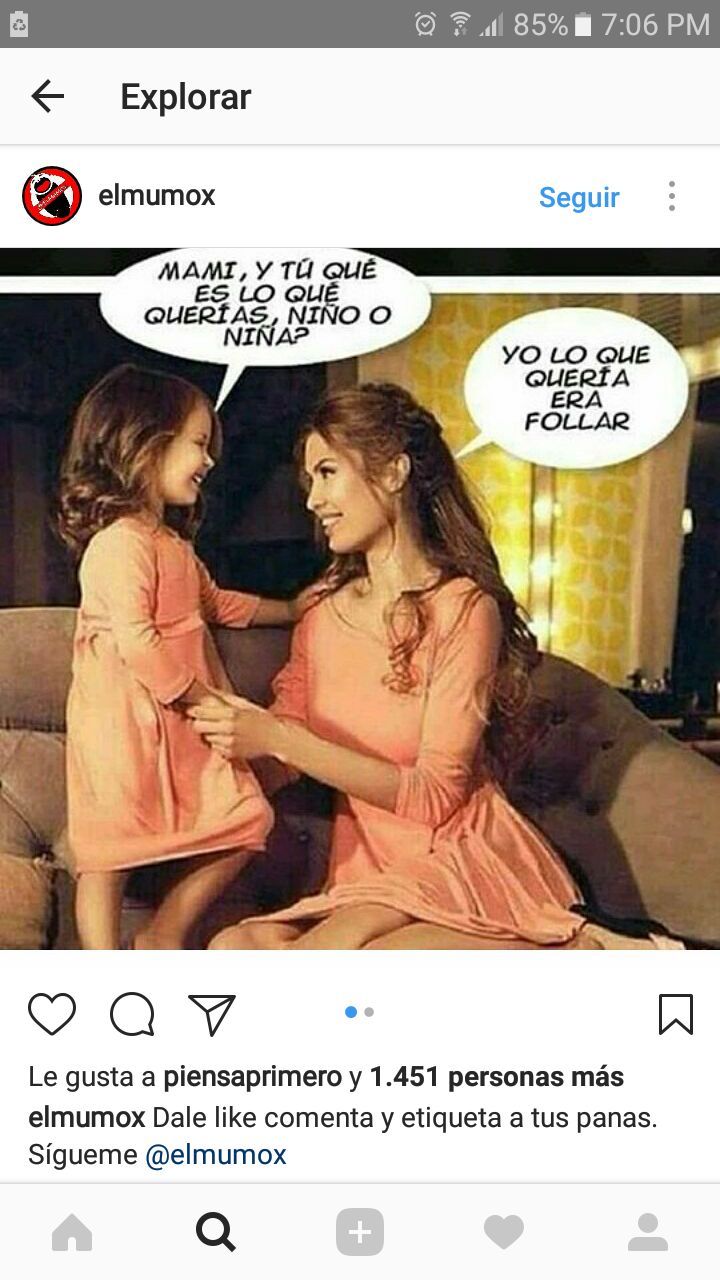 85% 7:06 PM
Explorar
elmumox
Seguir
MAMI, Y TÚ QUÉ
ES LO QUÉ
QUERÍAS, NIÑO O
NIÑA?
YO LO QUE
QUERÍA
ERA
FOLLAR
Le gusta a piensaprimero y 1.451 personas más
elmumox Dale like comenta y etiqueta a tus panas.
Sígueme @elmumox